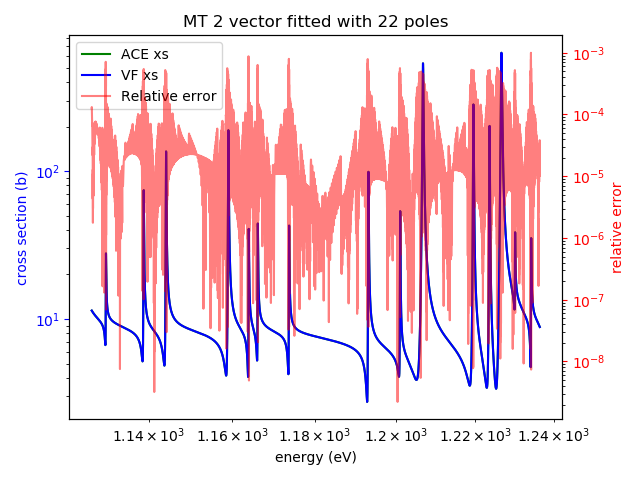 MT 2 vector fitted with 22 poles
ACE xs
VF xs
Relative error
cross section (b)
10²
10¹
relative error
10⁻³
10⁻⁴
10⁻⁵
10⁻⁶
10⁻⁷
10⁻⁸
1.14 × 10³ 1.16 × 10³ 1.18 × 10³ 1.2 × 10³ 1.22 × 10³ 1.24 × 10³
energy (eV)